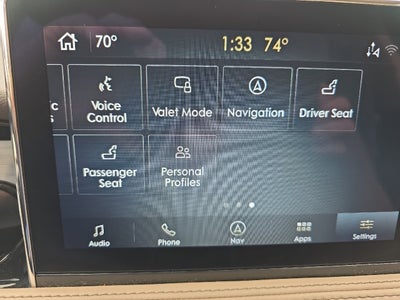 70° 1:33 74°
c Voice Control Valet Mode Navigation Driver Seat
s
Passenger Seat Personal Profiles
Audio Phone Nav Apps Settings